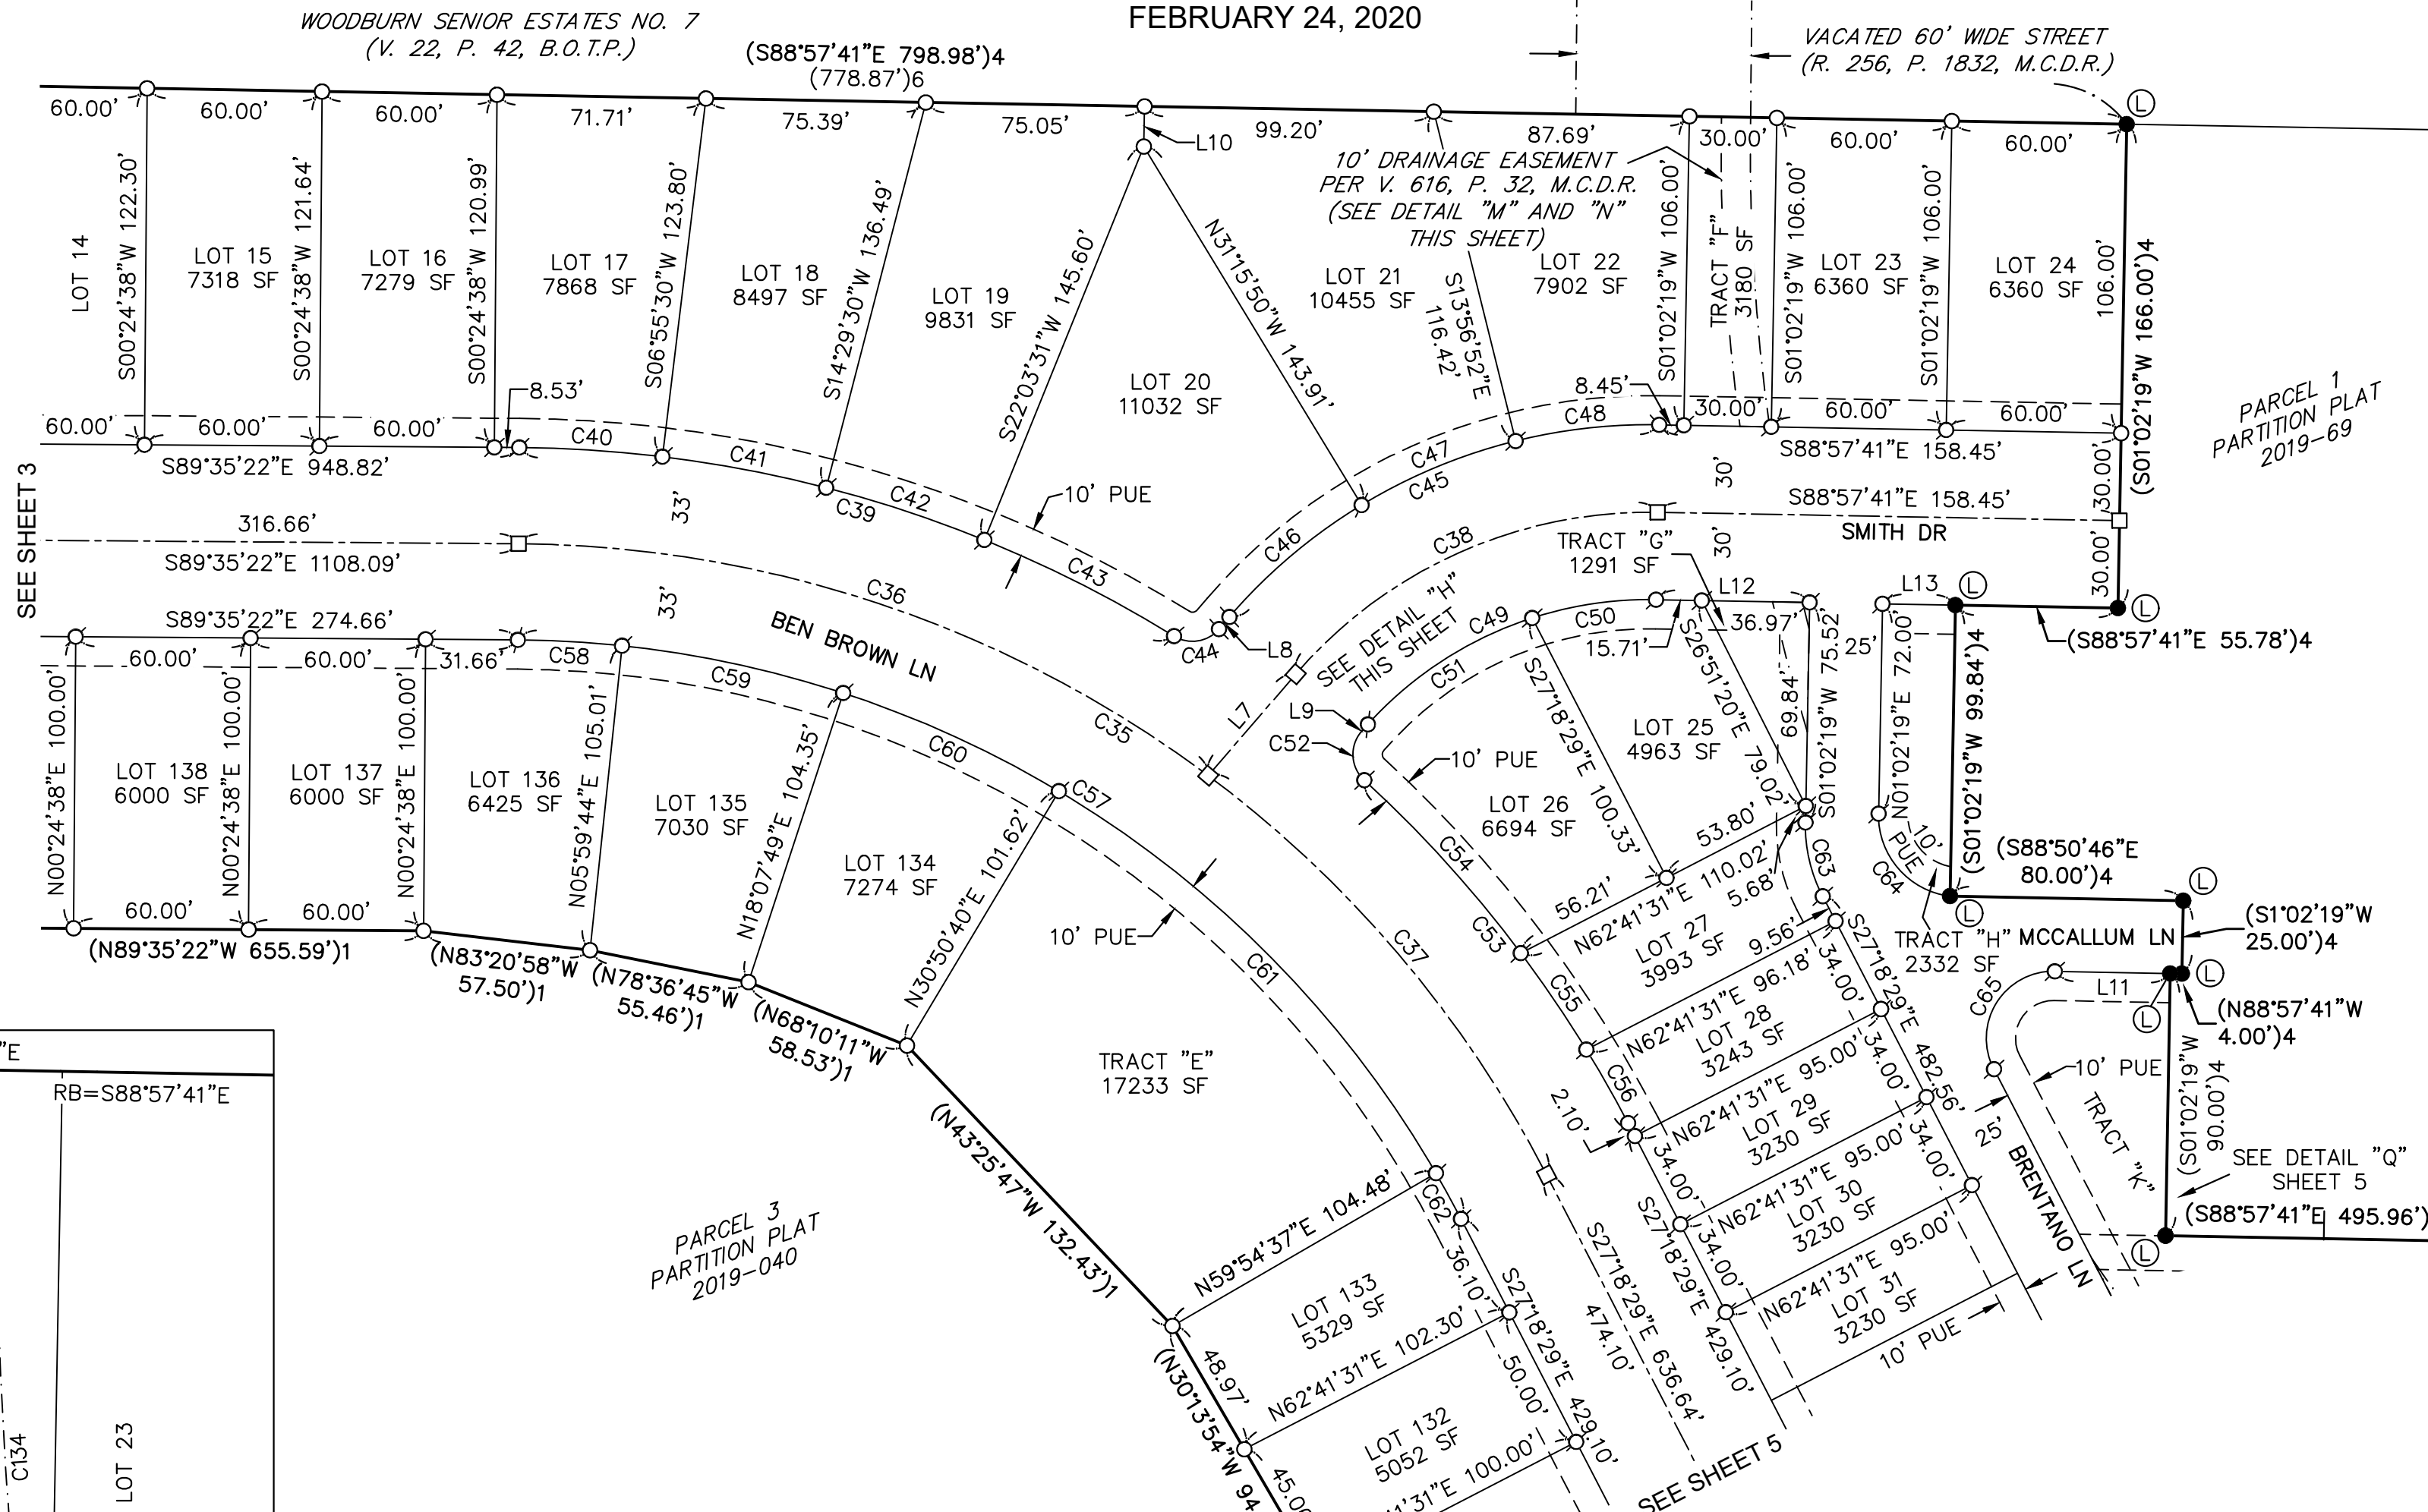 WOODBURN SENIOR ESTATES NO. 7
(V. 22, P. 42, B.O.T.P.)
FEBRUARY 24, 2020
(S88°57'41"E 798.98')4
(778.87')6
VACATED 60' WIDE STREET
(R. 256, P. 1832, M.C.D.R.)
L
60.00'
60.00'
60.00'
71.71'
75.39'
75.05'
99.20'
87.69'
30.00'
60.00'
60.00'
L10
10' DRAINAGE EASEMENT
PER V. 616, P. 32, M.C.D.R.
(SEE DETAIL "M" AND "N"
THIS SHEET)
LOT 14
S00°24'38"W 122.30'
LOT 15
7318 SF
S00°24'38"W 121.64'
LOT 16
7279 SF
S00°24'38"W 120.99'
LOT 17
7868 SF
S06°55'30"W 123.80'
LOT 18
8497 SF
S14°29'30"W 136.49'
LOT 19
9831 SF
S22°03'31"W 145.60'
LOT 20
11032 SF
N31°15'50"W 143.91'
LOT 21
10455 SF
S13°56'52"E
116.42'
LOT 22
7902 SF
S01°02'19"W 106.00'
TRACT "F"
3180 SF
S01°02'19"W 106.00'
LOT 23
6360 SF
S01°02'19"W 106.00'
LOT 24
6360 SF
106.00'
(S01°02'19"W 166.00')4
PARCEL 1
PARTITION PLAT
2019-69
60.00'
60.00'
60.00'
8.53'
C40
C41
C42
C39
C43
10' PUE
C44
L8
C46
C45
C47
C48
8.45'
30.00'
60.00'
60.00'
S89°35'22"E 948.82'
S88°57'41"E 158.45'
30.00'
30'
S88°57'41"E 158.45'
SMITH DR
30'
30.00'
SEE SHEET 3
316.66'
S89°35'22"E 1108.09'
33'
33'
C36
BEN BROWN LN
C35
L7
C38
SEE DETAIL "H"
THIS SHEET
TRACT "G"
1291 SF
L12
L13
L
L
(S88°57'41"E 55.78')4
S89°35'22"E 274.66'
60.00'
60.00'
31.66'
C58
C59
C60
C57
C49
C50
C51
15.71'
36.97'
25'
L9
C52
10' PUE
N00°24'38"E 100.00'
LOT 138
6000 SF
N00°24'38"E 100.00'
LOT 137
6000 SF
N00°24'38"E 100.00'
LOT 136
6425 SF
N05°59'44"E 105.01'
LOT 135
7030 SF
N18°07'49"E 104.35'
LOT 134
7274 SF
N30°50'40"E 101.62'
10' PUE
C61
C37
LOT 26
6694 SF
S27°18'29"E 100.33'
LOT 25
4963 SF
S26°51'20"E 79.02'
69.84'
S01°02'19"W 75.52'
N01°02'19"E 72.00'
(S01°02'19"W 99.84')4
10'
PUE
C64
C63
(S88°50'46"E
80.00')4
L
L
(S1°02'19"W
25.00')4
60.00'
60.00'
(N89°35'22"W 655.59')1
(N83°20'58"W
57.50')1
(N78°36'45"W
55.46')1
(N68°10'11"W
58.53')1
C54
C53
53.80'
56.21'
N62°41'31"E 110.02'
5.68'
LOT 27
3993 SF
9.56'
TRACT "H"
2332 SF
MCCALLUM LN
L
C65
L11
L
(N88°57'41"W
4.00')4
C55
N62°41'31"E 96.18'
LOT 28
3243 SF
34.00'
S27°18'29"E 482.56'
C56
2.10'
N62°41'31"E 95.00'
LOT 29
3230 SF
34.00'
34.00'
N62°41'31"E 95.00'
LOT 30
3230 SF
34.00'
34.00'
S27°18'29"E 429.10'
N62°41'31"E 95.00'
LOT 31
3230 SF
10' PUE
25'
BRENTANO LN
10' PUE
TRACT "K"
(S01°02'19"W
90.00')4
SEE DETAIL "Q"
SHEET 5
(S88°57'41"E 495.96')
L
TRACT "E"
17233 SF
(N43°25'47"W 132.43')1
PARCEL 3
PARTITION PLAT
2019-040
N59°54'37"E 104.48'
C62
36.10'
LOT 133
5329 SF
48.97'
N62°41'31"E 102.30'
S27°18'29"E 429.10'
50.00'
LOT 132
5052 SF
(N30°13'54"W 94
45.00
41'31"E 100.00'
S27°18'29"E 636.64'
474.10'
SEE SHEET 5
"E
RB=S88°57'41"E
C134
LOT 23